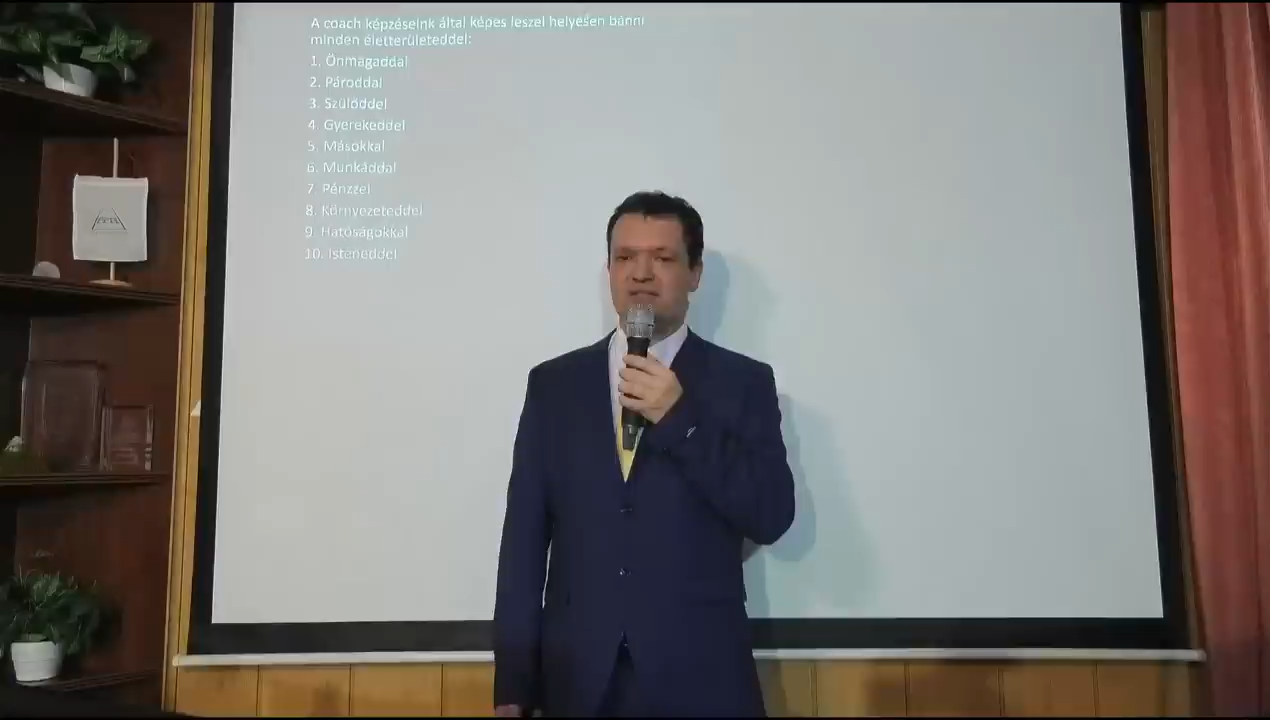 A coach képzéseink által képes leszel helyesen bánni
minden életterületeddel:
1. Önmagaddal
2. Pároddal
3. Szülőddel
4. Gyerekeddel
5. Másokkal
6. Munkáddal
7. Pénzzel
8. Környezeteddel
9. Hatóságokkal
10. Isteneddel